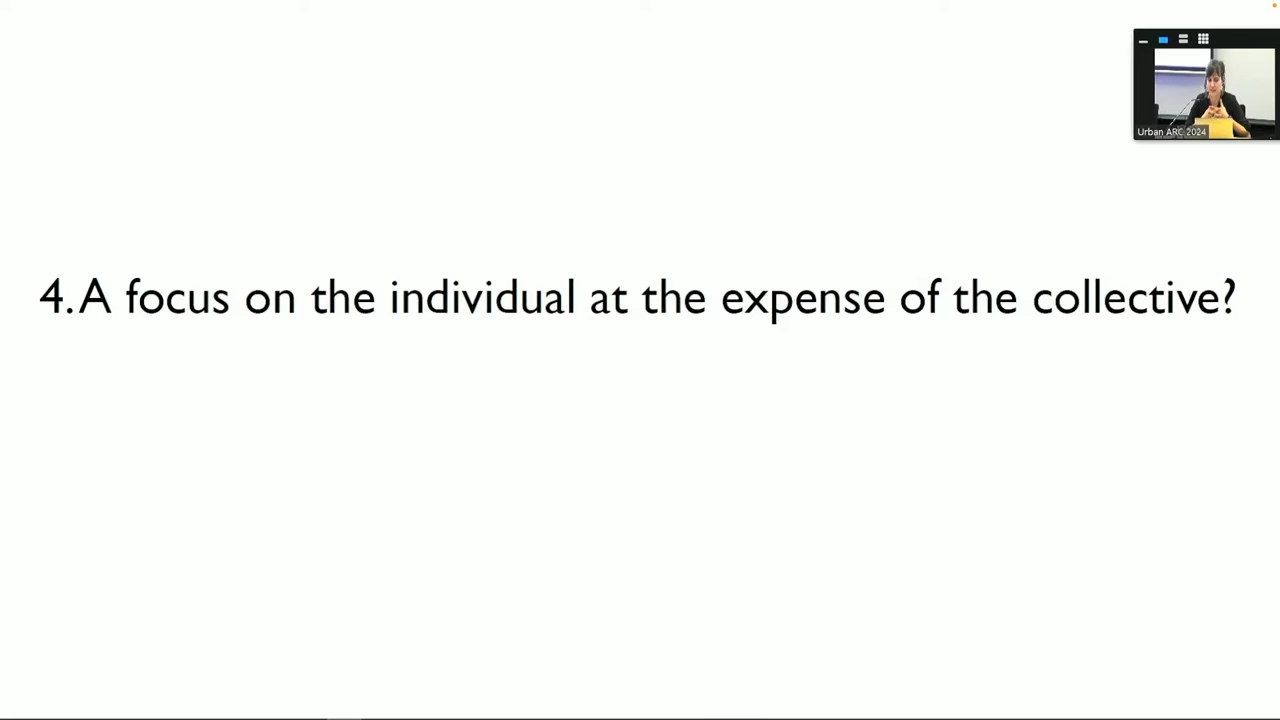 Urban ARC 2024
4. A focus on the individual at the expense of the collective?